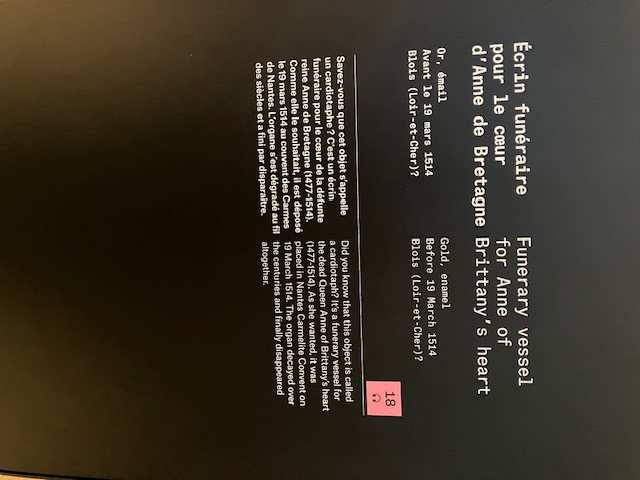 Écrin funéraire
pour le cœur
d'Anne de Bretagne
Or, émail
Avant le 19 mars 1514
Blois (Loir-et-Cher)?
Funerary vessel
for Anne of
Brittany's heart
Gold, enamel
Before 19 March 1514
Blois (Loir-et-Cher)?
18
Savez-vous que cet objet s'appelle
un cardiotaphe ? C'est un écrin
funéraire pour le cœur de la défunte
reine Anne de Bretagne (1477-1514).
Comme elle le souhaitait, il est déposé
le 19 mars 1514 au couvent des Carmes
de Nantes. L'organe s'est dégradé au fil
des siècles et a fini par disparaître.
Did you know that this object is called
a cardiotaph? It's a funerary vessel for
the dead Queen Anne of Brittany's heart
(1477-1514). As she wanted, it was
placed in Nantes Carmelite Convent on
19 March 1514. The organ decayed over
the centuries and finally disappeared
altogether.